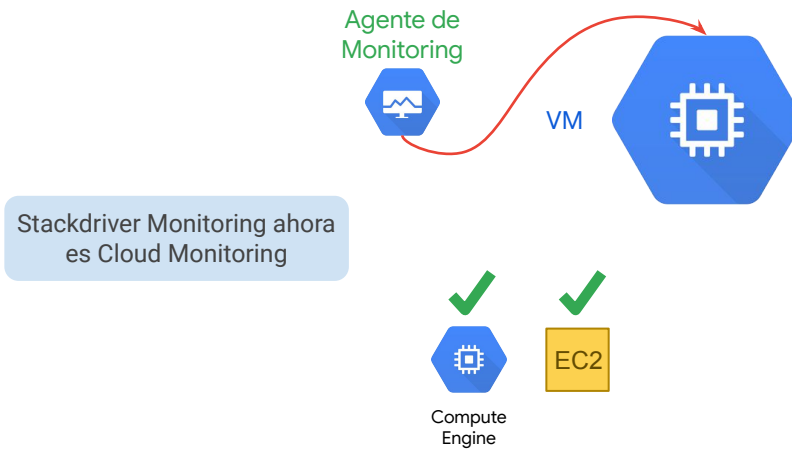 Agente de
Monitoring
VM
Stackdriver Monitoring ahora
es Cloud Monitoring
EC2
Compute
Engine